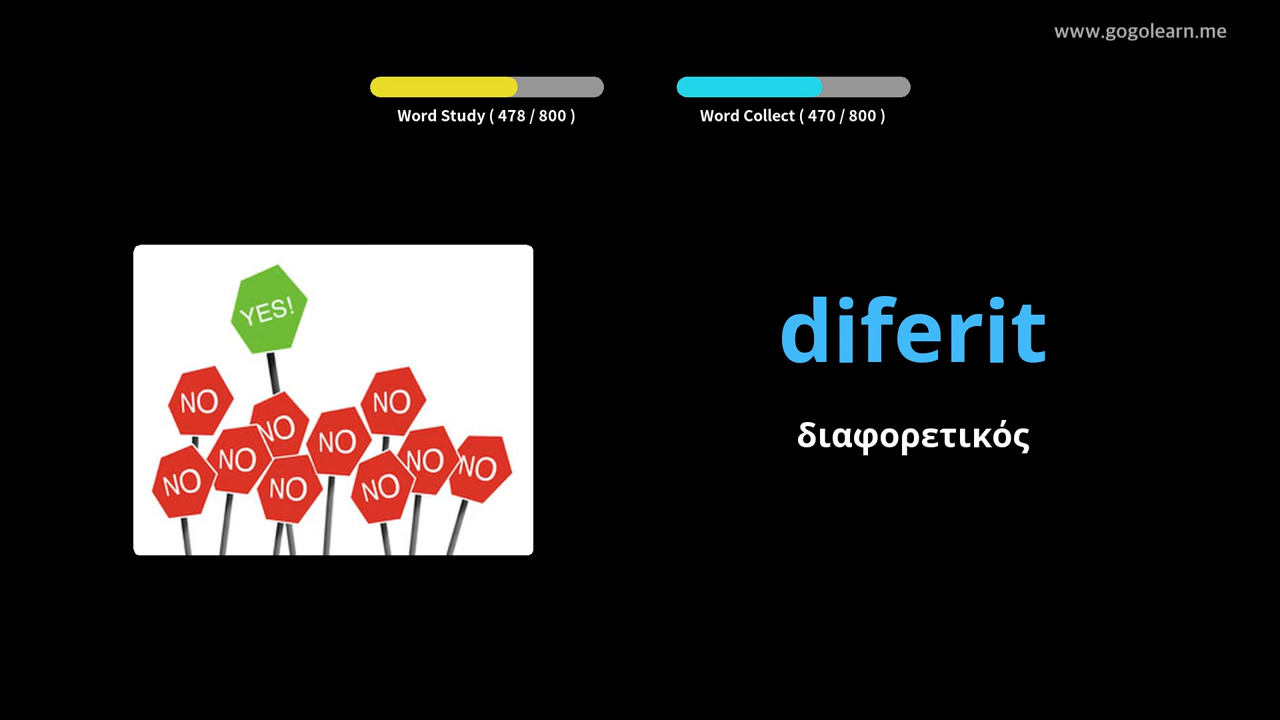 www.gogolearn.me
Word Study ( 478 / 800 )
Word Collect ( 470 / 800 )
YES!
NO
NO
NO
NO
NO
NO
NO
NO
NO
NO
diferit
διαφορετικός